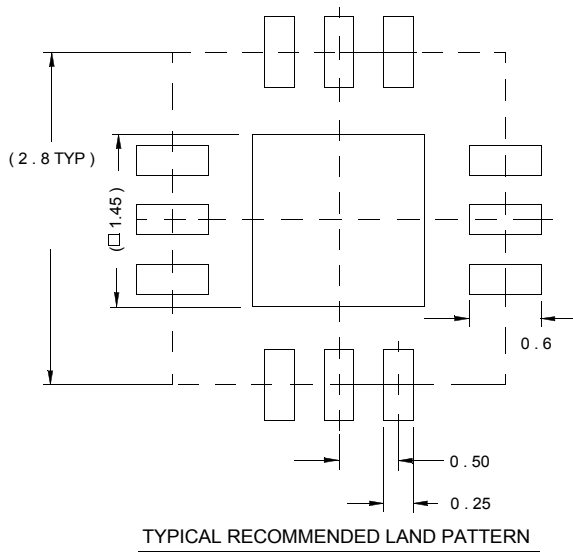 ( 2 . 8 TYP )
( □ 1.45 )
0 . 6
0 . 50
0 . 25
TYPICAL RECOMMENDED LAND PATTERN